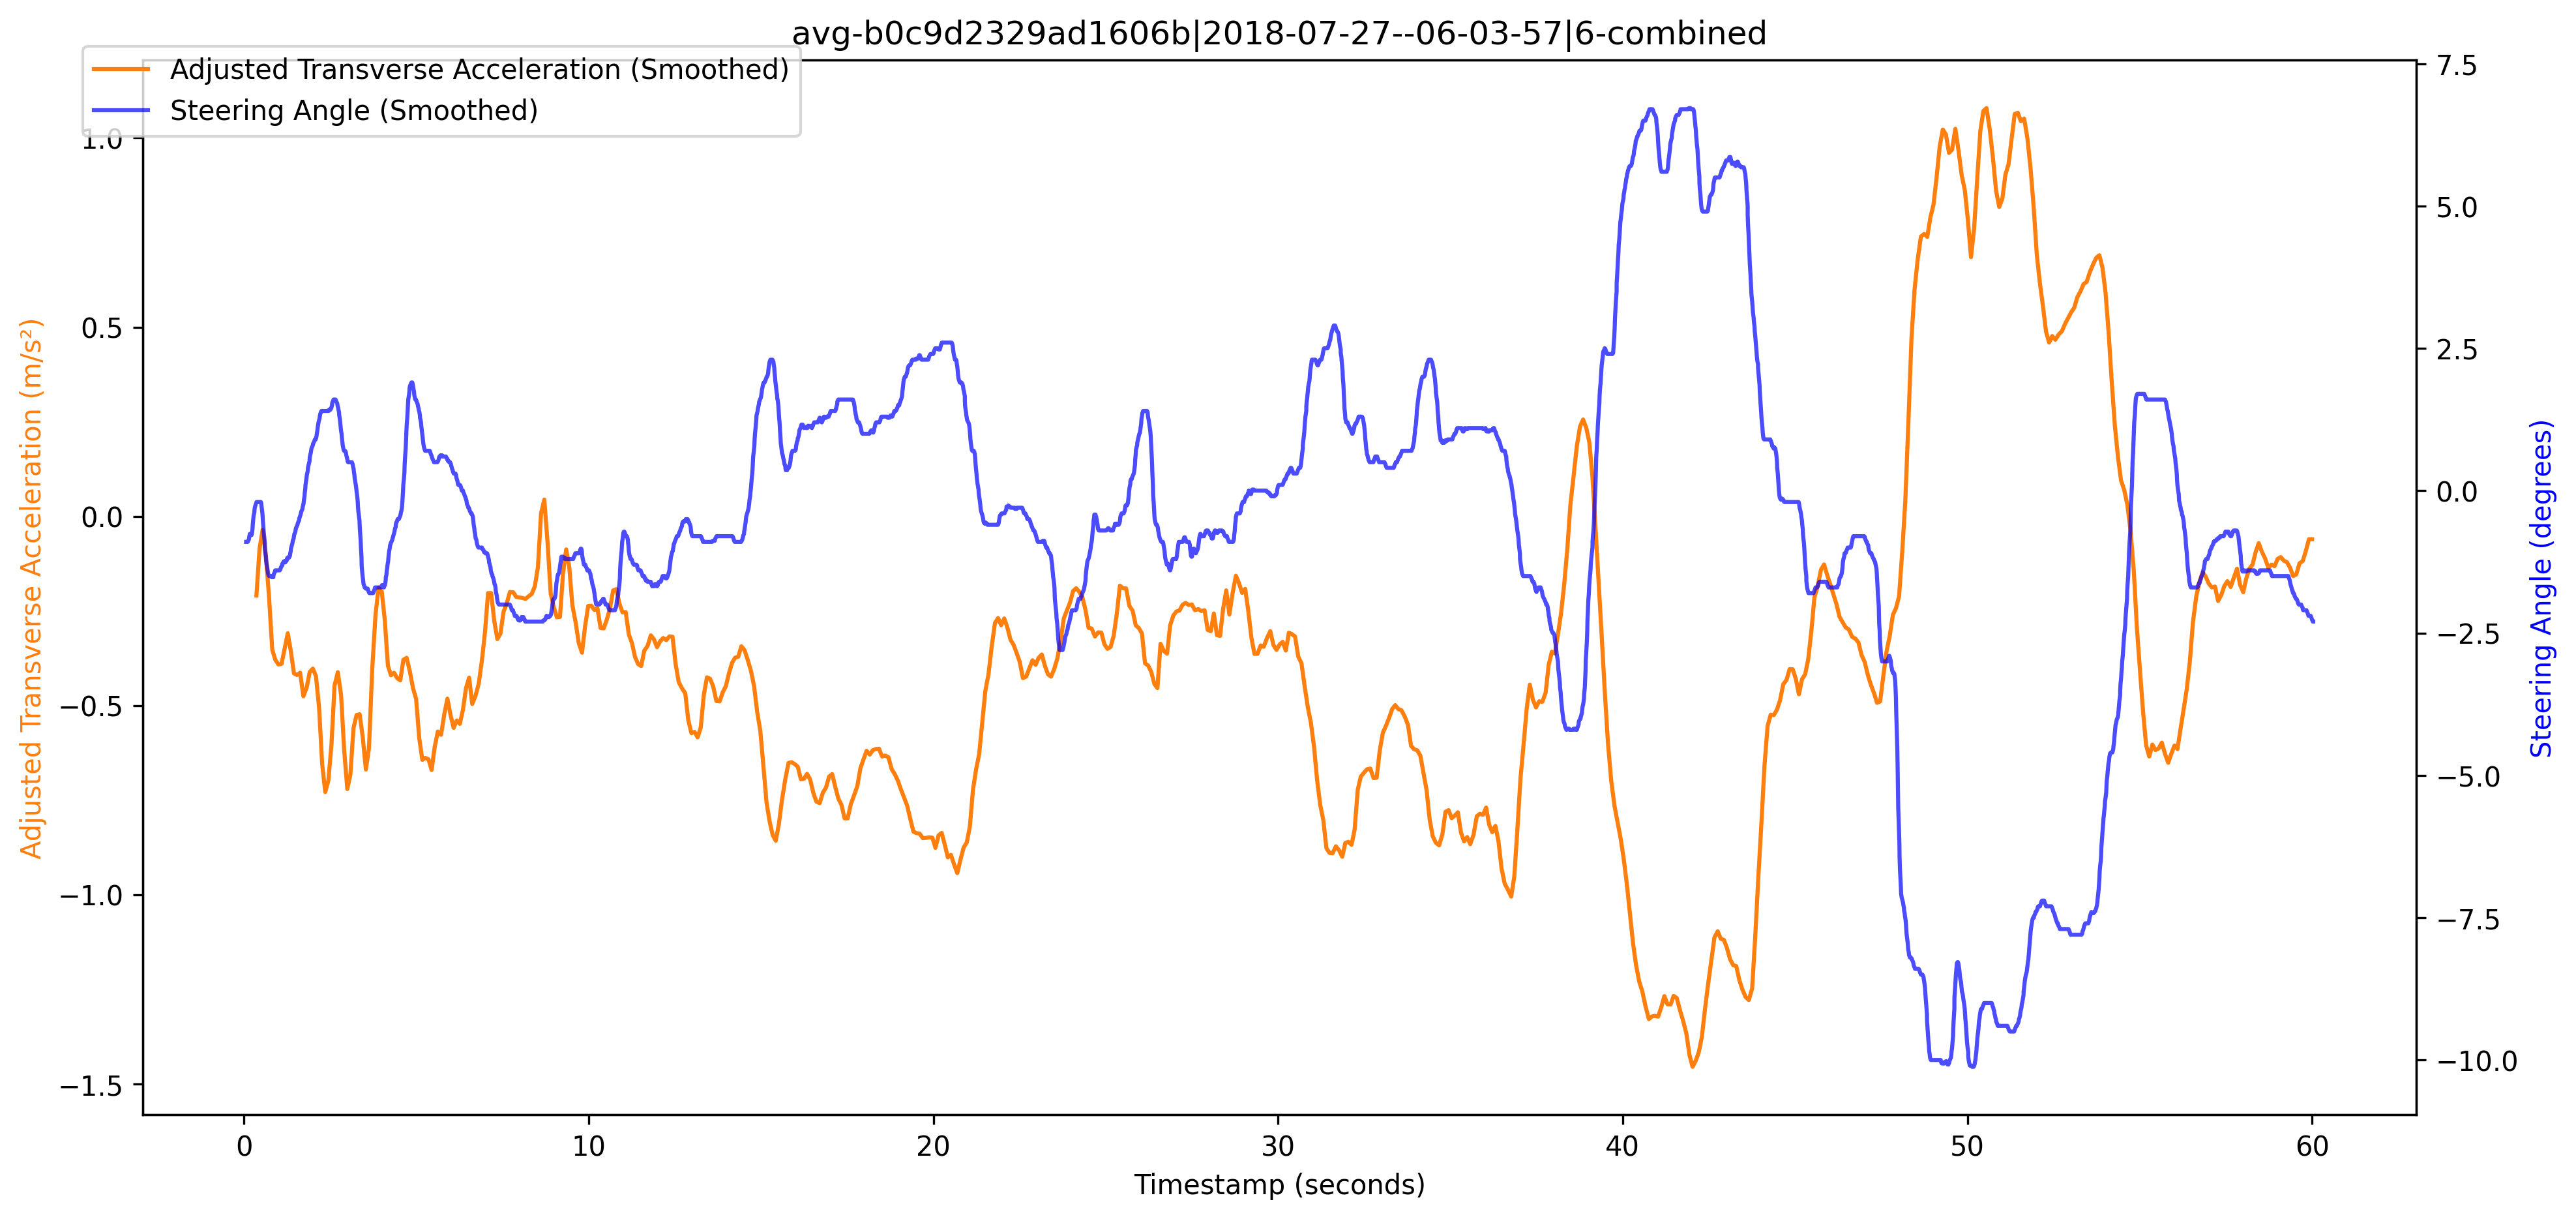 avg-b0c9d2329ad1606b|2018-07-27--06-03-57|6-combined
Adjusted Transverse Acceleration (Smoothed)
Steering Angle (Smoothed)
Adjusted Transverse Acceleration (m/s²)
1.0
0.5
0.0
−0.5
−1.0
−1.5
7.5
5.0
2.5
0.0
−2.5
−5.0
−7.5
−10.0
Steering Angle (degrees)
0 10 20 30 40 50 60
Timestamp (seconds)